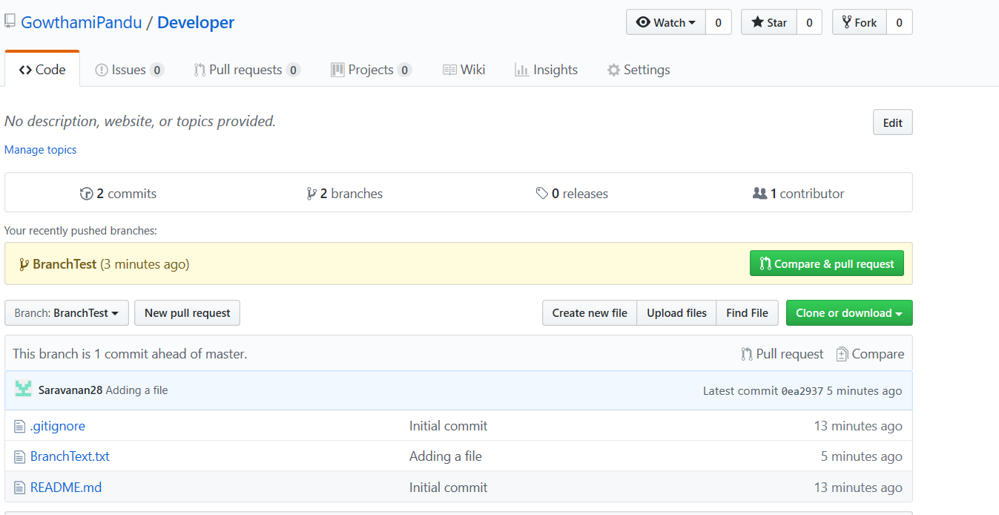 GowthamiPandu / Developer
Watch 0 Star 0 Fork 0
Code Issues 0 Pull requests 0 Projects 0 Wiki Insights Settings
No description, website, or topics provided.
Edit
Manage topics
2 commits 2 branches 0 releases 1 contributor
Your recently pushed branches:
BranchTest (3 minutes ago) Compare & pull request
Branch: BranchTest New pull request Create new file Upload files Find File Clone or download
This branch is 1 commit ahead of master. Pull request Compare
Saravanan28 Adding a file Latest commit 0ea2937 5 minutes ago
.gitignore Initial commit 13 minutes ago
BranchText.txt Adding a file 5 minutes ago
README.md Initial commit 13 minutes ago